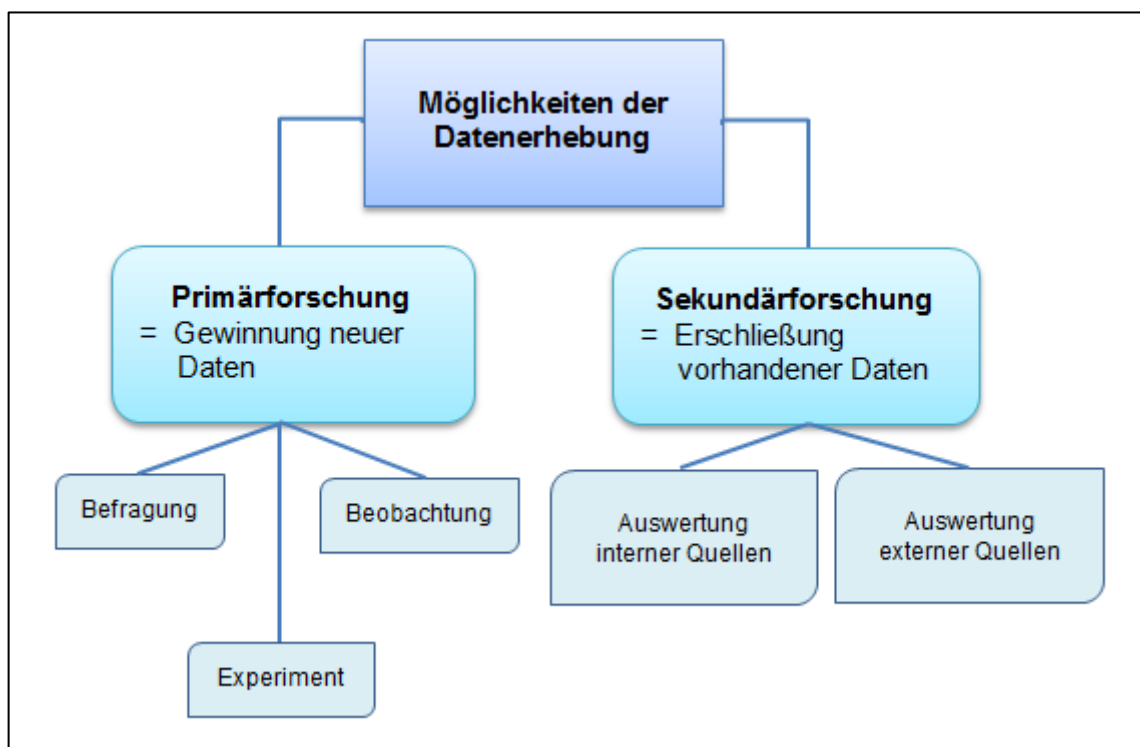 Möglichkeiten der
Datenerhebung
Primärforschung
= Gewinnung neuer
Daten
Sekundärforschung
= Erschließung
vorhandener Daten
Befragung
Beobachtung
Experiment
Auswertung
interner Quellen
Auswertung
externer Quellen